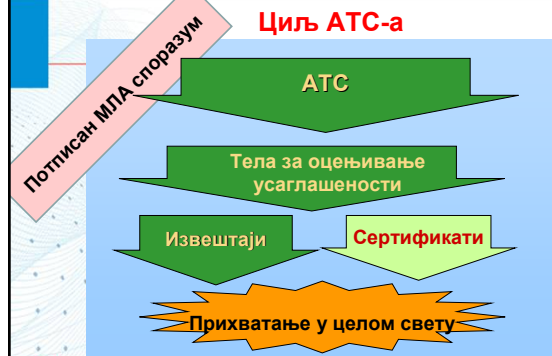 Циљ АТС-а
Потписан МЛА споразум
АТС
Тела за оцењивање
усаглашености
Извештаји
Сертификати
Прихватање у целом свету